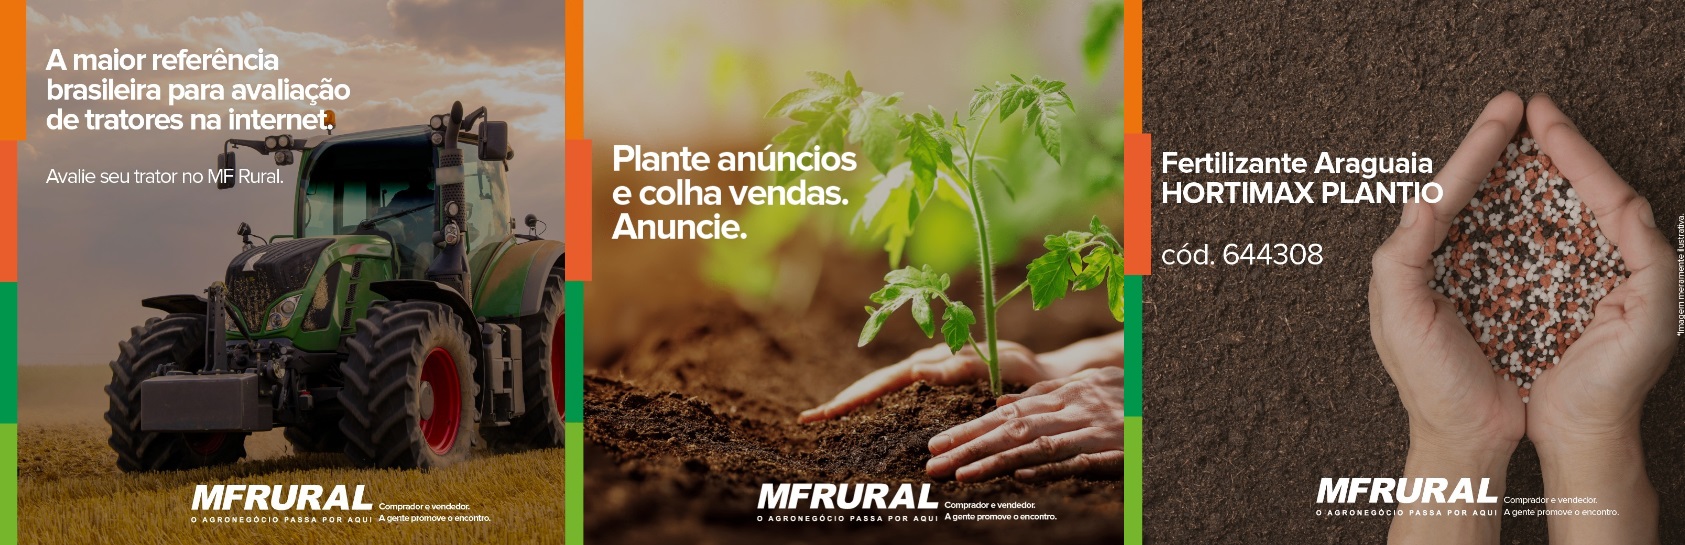 A maior referência
brasileira para avaliação
de tratores na internet.
Avalie seu trator no MF Rural.
MFRURAL
O AGRONEGÓCIO PASSA POR AQUI
Comprador e vendedor.
A gente promove o encontro.
Plante anúncios
e colha vendas.
Anuncie.
MFRURAL
O AGRONEGÓCIO PASSA POR AQUI
Comprador e vendedor.
A gente promove o encontro.
Fertilizante Araguaia
HORTIMAX PLANTIO
cód. 644308
*Imagem meramente ilustrativa.
MFRURAL
O AGRONEGÓCIO PASSA POR AQUI
Comprador e vendedor.
A gente promove o encontro.